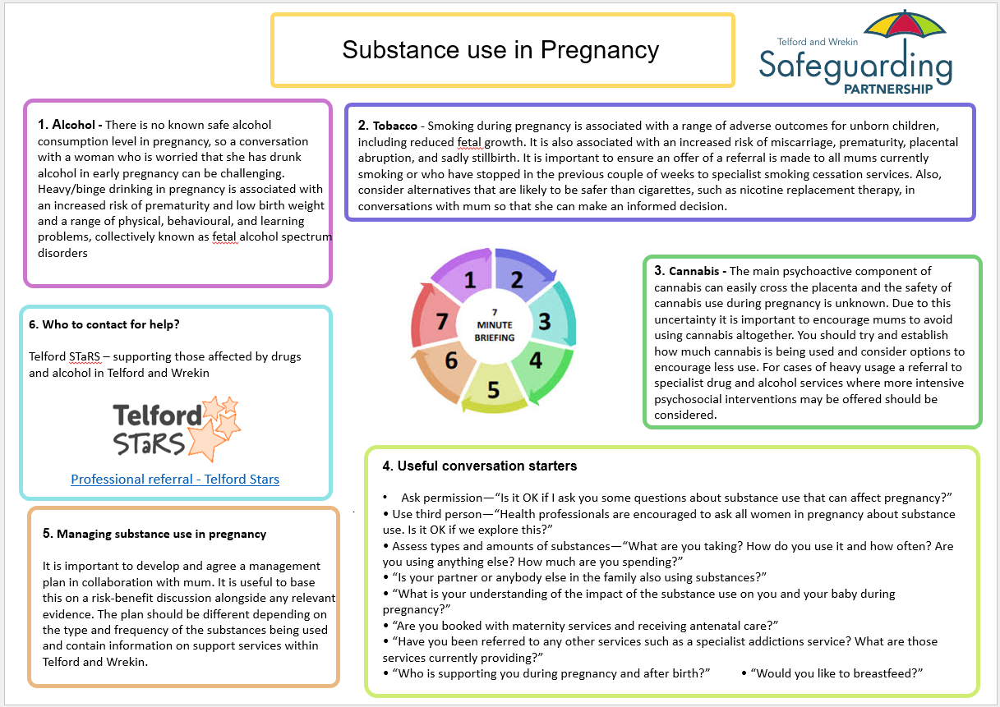 Substance use in Pregnancy
Telford and Wrekin
Safeguarding
PARTNERSHIP
1. Alcohol - There is no known safe alcohol
consumption level in pregnancy, so a conversation
with a woman who is worried that she has drunk
alcohol in early pregnancy can be challenging.
Heavy/binge drinking in pregnancy is associated with
an increased risk of prematurity and low birth weight
and a range of physical, behavioural, and learning
problems, collectively known as fetal alcohol spectrum
disorders
2. Tobacco - Smoking during pregnancy is associated with a range of adverse outcomes for unborn children,
including reduced fetal growth. It is also associated with an increased risk of miscarriage, prematurity, placental
abruption, and sadly stillbirth. It is important to ensure an offer of a referral is made to all mums currently
smoking or who have stopped in the previous couple of weeks to specialist smoking cessation services. Also,
consider alternatives that are likely to be safer than cigarettes, such as nicotine replacement therapy, in
conversations with mum so that she can make an informed decision.
1
2
3
4
5
6
7
7
MINUTE
BRIEFING
3. Cannabis - The main psychoactive component of
cannabis can easily cross the placenta and the safety of
cannabis use during pregnancy is unknown. Due to this
uncertainty it is important to encourage mums to avoid
using cannabis altogether. You should try and establish
how much cannabis is being used and consider options to
encourage less use. For cases of heavy usage a referral to
specialist drug and alcohol services where more intensive
psychosocial interventions may be offered should be
considered.
6. Who to contact for help?
Telford STaRS – supporting those affected by drugs
and alcohol in Telford and Wrekin
Telford
STaRS
Professional referral - Telford Stars
4. Useful conversation starters
• Ask permission—“Is it OK if I ask you some questions about substance use that can affect pregnancy?”
• Use third person—“Health professionals are encouraged to ask all women in pregnancy about substance
use. Is it OK if we explore this?”
• Assess types and amounts of substances—“What are you taking? How do you use it and how often? Are
you using anything else? How much are you spending?”
• “Is your partner or anybody else in the family also using substances?”
• “What is your understanding of the impact of the substance use on you and your baby during
pregnancy?”
• “Are you booked with maternity services and receiving antenatal care?”
• “Have you been referred to any other services such as a specialist addictions service? What are those
services currently providing?”
• “Who is supporting you during pregnancy and after birth?” • “Would you like to breastfeed?”
5. Managing substance use in pregnancy
It is important to develop and agree a management
plan in collaboration with mum. It is useful to base
this on a risk-benefit discussion alongside any relevant
evidence. The plan should be different depending on
the type and frequency of the substances being used
and contain information on support services within
Telford and Wrekin.